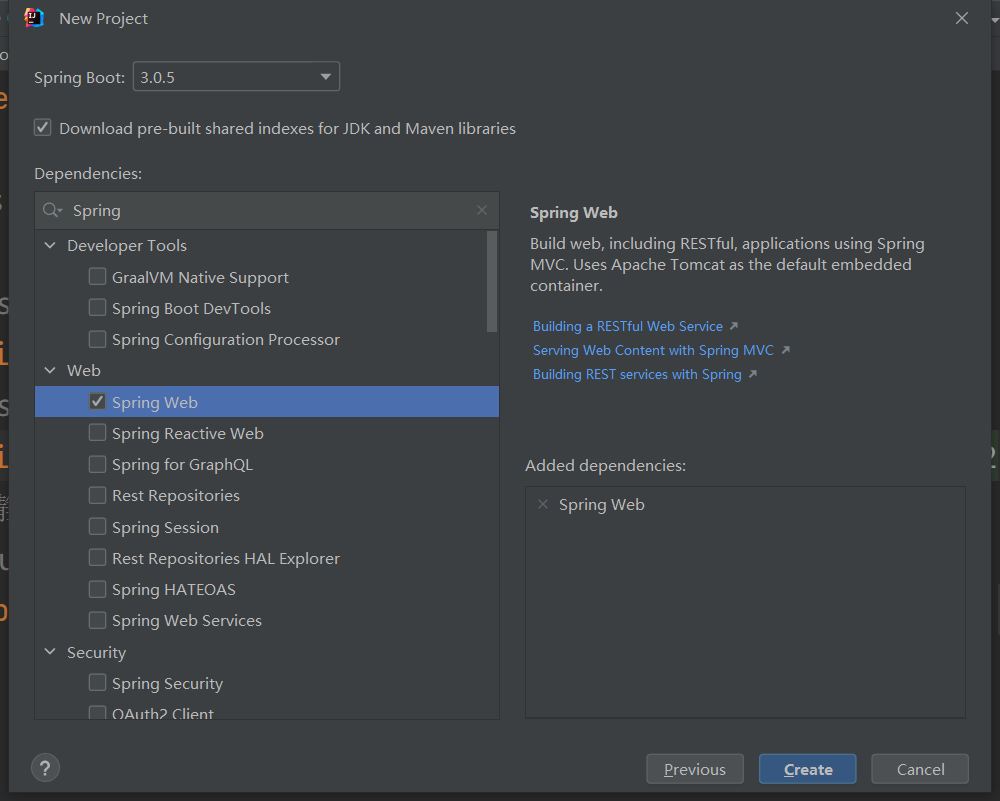 New Project
Spring Boot: 3.0.5
Download pre-built shared indexes for JDK and Maven libraries
Dependencies:
Spring
Developer Tools
GraalVM Native Support
Spring Boot DevTools
Spring Configuration Processor
Web
Spring Web
Spring Reactive Web
Spring for GraphQL
Rest Repositories
Spring Session
Rest Repositories HAL Explorer
Spring HATEOAS
Spring Web Services
Security
Spring Security
OAuth2 Client
Spring Web
Build web, including RESTful, applications using Spring
MVC. Uses Apache Tomcat as the default embedded
container.
Building a RESTful Web Service
Serving Web Content with Spring MVC
Building REST services with Spring
Added dependencies:
Spring Web
?
Previous
Create
Cancel